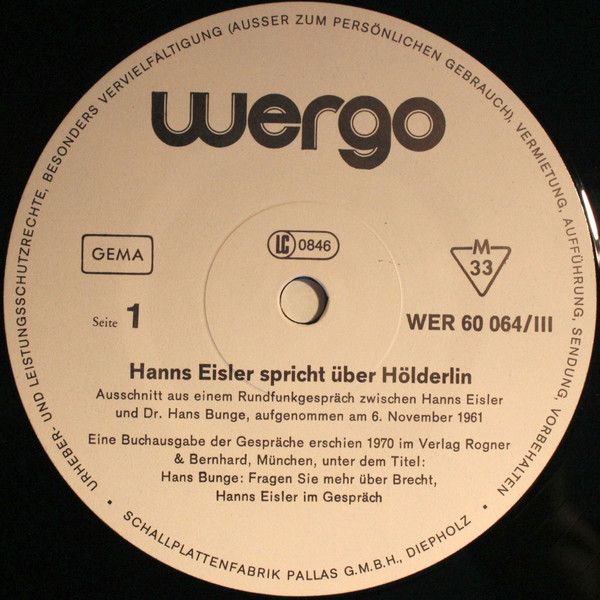 URHEBER- UND LEISTUNGSSCHUTZRECHTE, BESONDERS VERVIELFÄLTIGUNG (AUSSER ZUM PERSÖNLICHEN GEBRAUCH), VERMIETUNG, AUFFÜHRUNG, SENDUNG, VORBEHALTEN
wergo
GEMA
LC 0846
M
33
Seite 1
WER 60 064/III
Hanns Eisler spricht über Hölderlin
Ausschnitt aus einem Rundfunkgespräch zwischen Hanns Eisler
und Dr. Hans Bunge, aufgenommen am 6. November 1961
Eine Buchausgabe der Gespräche erschien 1970 im Verlag Rogner
& Bernhard, München, unter dem Titel:
Hans Bunge: Fragen Sie mehr über Brecht,
Hanns Eisler im Gespräch
• SCHALLPLATTENFABRIK PALLAS G.M.B.H., DIEPHOLZ •